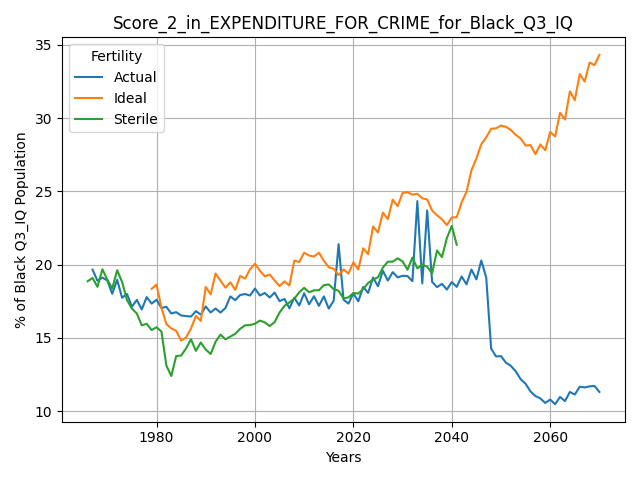 Score_2_in_EXPENDITURE_FOR_CRIME_for_Black_Q3_IQ
Fertility
Actual
Ideal
Sterile
% of Black Q3_IQ Population
35
30
25
20
15
10
1980
2000
2020
2040
2060
Years